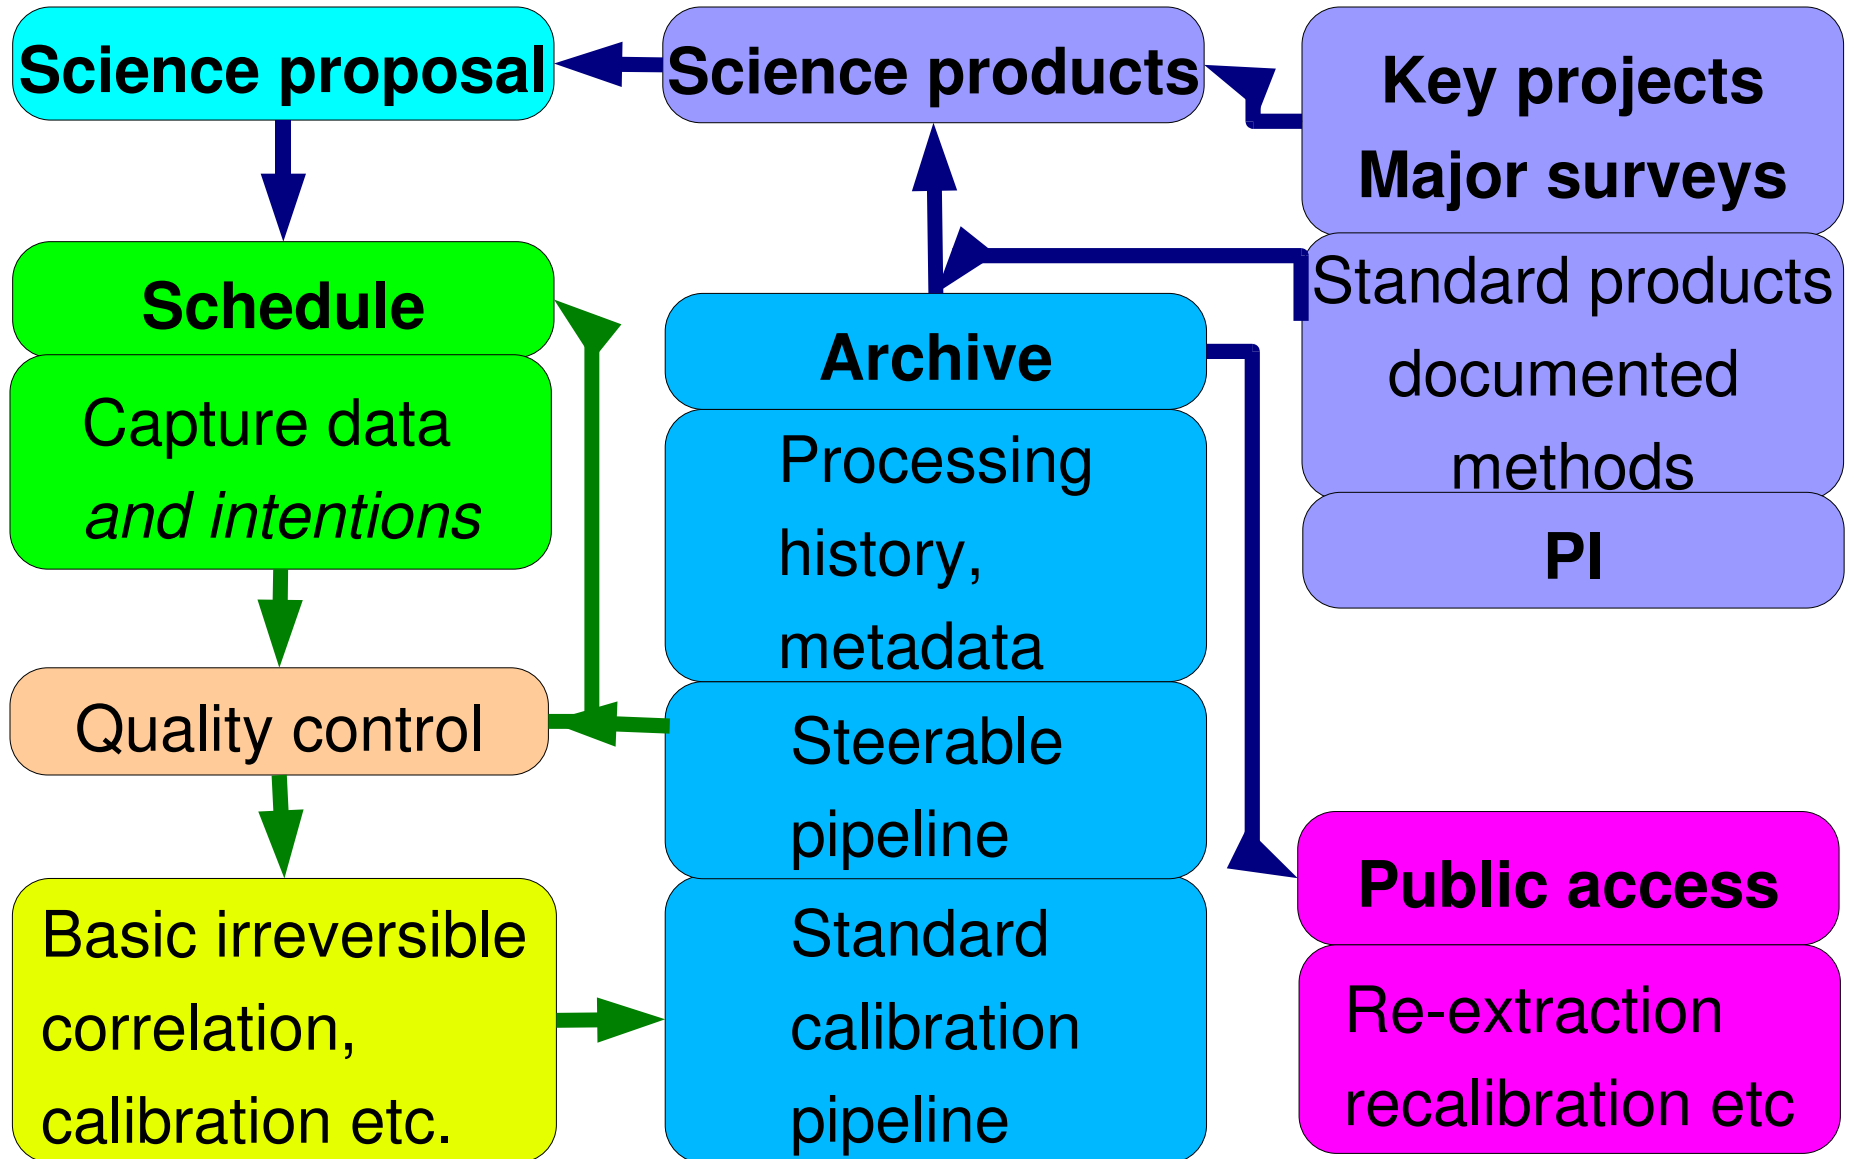 Science proposal
Science products
Key projects
Major surveys
Standard products
documented
methods
PI
Schedule
Capture data
and intentions
Archive
Processing
history,
metadata
Steerable
pipeline
Standard
calibration
pipeline
Quality control
Basic irreversible
correlation,
calibration etc.
Public access
Re-extraction
recalibration etc